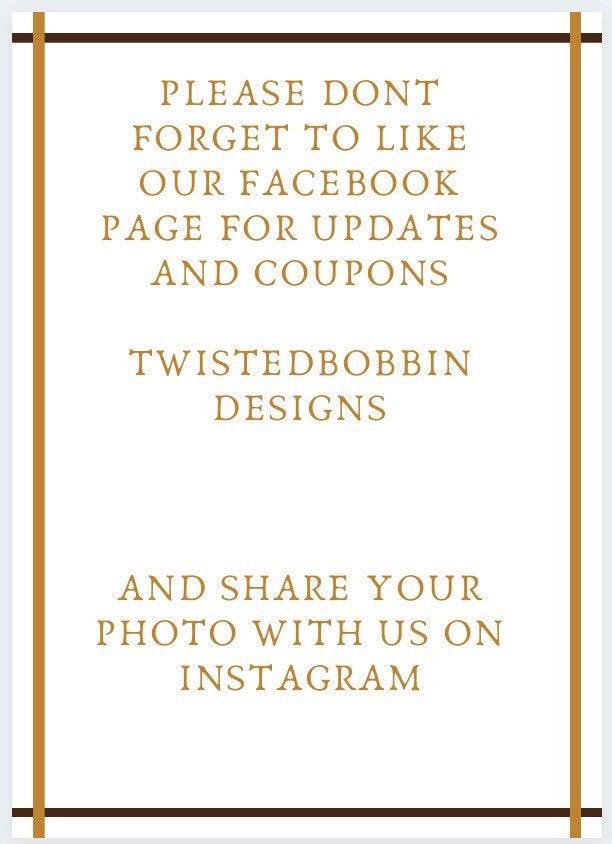 PLEASE DONT
FORGET TO LIKE
OUR FACEBOOK
PAGE FOR UPDATES
AND COUPONS
TWISTEDBOBBIN
DESIGNS
AND SHARE YOUR
PHOTO WITH US ON
INSTAGRAM